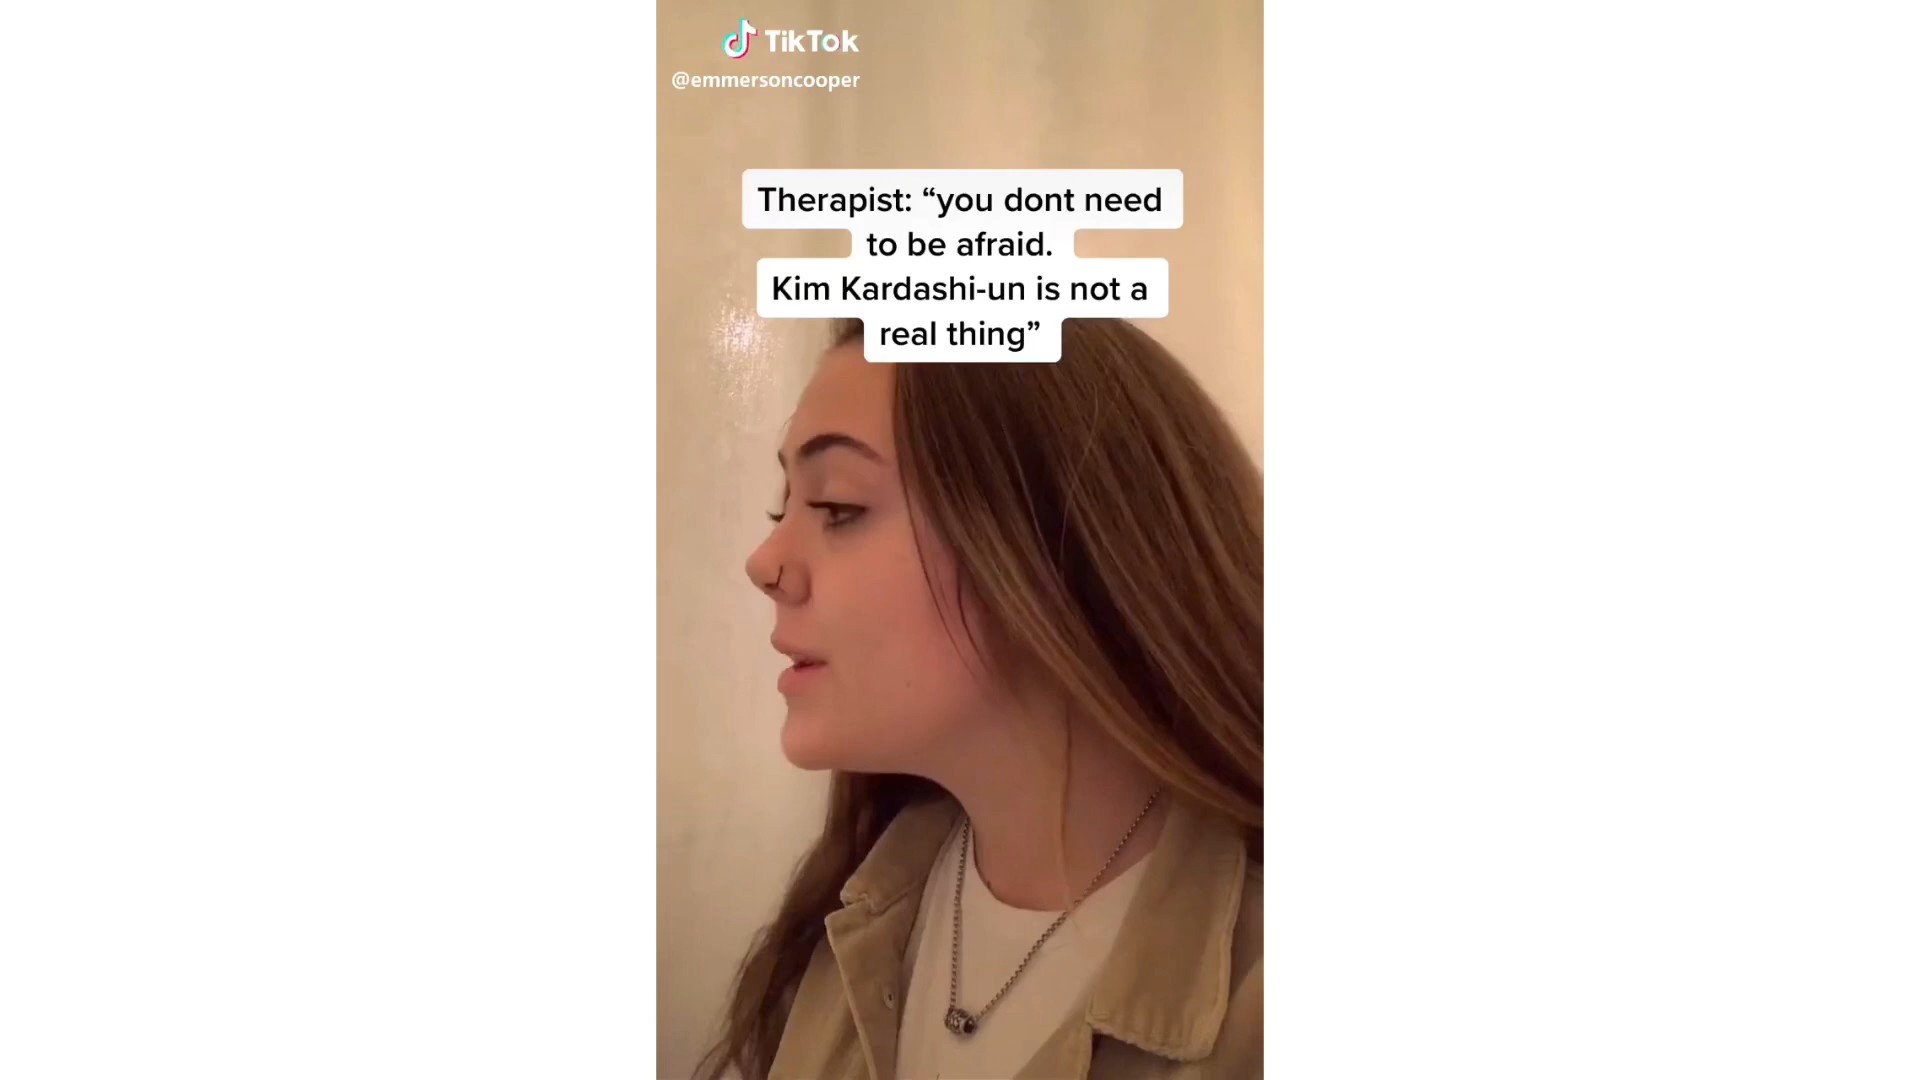 TikTok
@emmersoncooper
Therapist: “you dont need
to be afraid.
Kim Kardashi-un is not a
real thing”